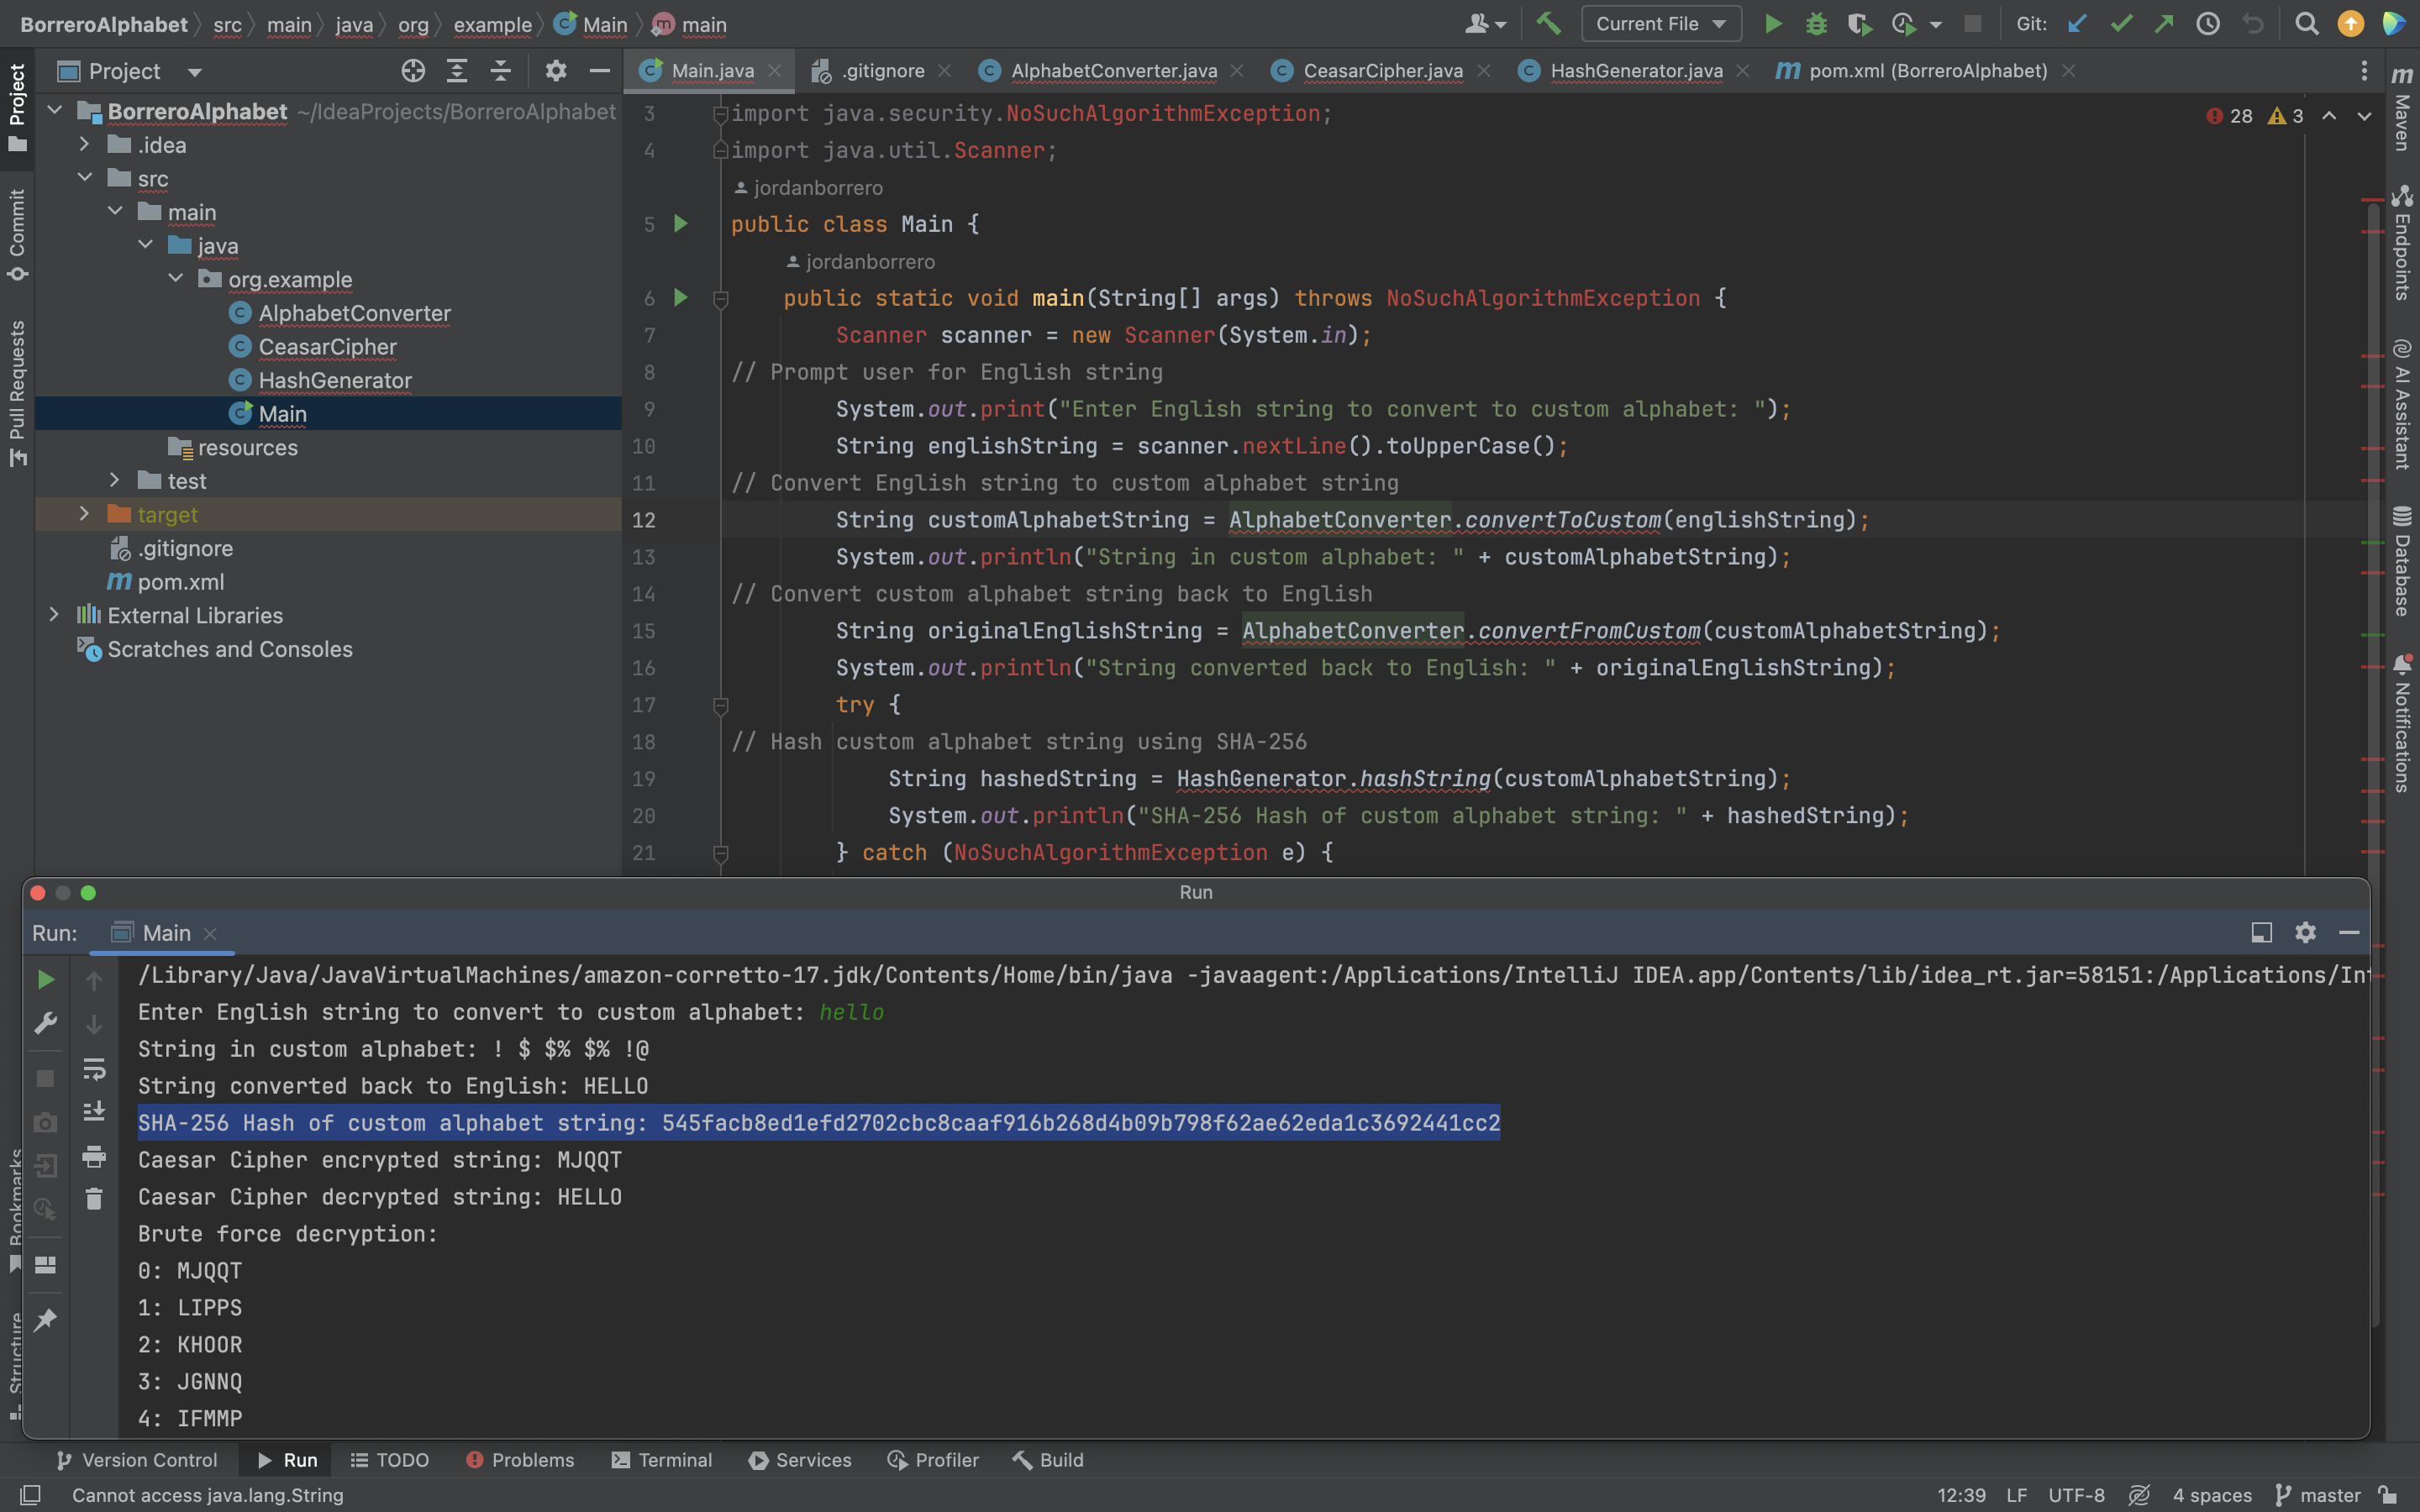 BorreroAlphabet src main java org example Main main
Current File
Git:
Project
Main.java .gitignore AlphabetConverter.java CeasarCipher.java HashGenerator.java pom.xml (BorreroAlphabet)
Project
Commit
Pull Requests
Bookmarks
Structure
BorreroAlphabet ~/IdeaProjects/BorreroAlphabet
.idea
src
main
java
org.example
AlphabetConverter
CeasarCipher
HashGenerator
Main
resources
test
target
.gitignore
pom.xml
External Libraries
Scratches and Consoles
28 3
3 import java.security.NoSuchAlgorithmException;
4 import java.util.Scanner;
jordanborrero
5 public class Main {
jordanborrero
6 public static void main(String[] args) throws NoSuchAlgorithmException {
7 Scanner scanner = new Scanner(System.in);
8 // Prompt user for English string
9 System.out.print("Enter English string to convert to custom alphabet: ");
10 String englishString = scanner.nextLine().toUpperCase();
11 // Convert English string to custom alphabet string
12 String customAlphabetString = AlphabetConverter.convertToCustom(englishString);
13 System.out.println("String in custom alphabet: " + customAlphabetString);
14 // Convert custom alphabet string back to English
15 String originalEnglishString = AlphabetConverter.convertFromCustom(customAlphabetString);
16 System.out.println("String converted back to English: " + originalEnglishString);
17 try {
18 // Hash custom alphabet string using SHA-256
19 String hashedString = HashGenerator.hashString(customAlphabetString);
20 System.out.println("SHA-256 Hash of custom alphabet string: " + hashedString);
21 } catch (NoSuchAlgorithmException e) {
Maven
Endpoints
AI Assistant
Database
Notifications
Run
Run: Main
/Library/Java/JavaVirtualMachines/amazon-corretto-17.jdk/Contents/Home/bin/java -javaagent:/Applications/IntelliJ IDEA.app/Contents/lib/idea_rt.jar=58151:/Applications/Int
Enter English string to convert to custom alphabet: hello
String in custom alphabet: ! $ $% $% !@
String converted back to English: HELLO
SHA-256 Hash of custom alphabet string: 545facb8ed1efd2702cbc8caaf916b268d4b09b798f62ae62eda1c3692441cc2
Caesar Cipher encrypted string: MJQQT
Caesar Cipher decrypted string: HELLO
Brute force decryption:
0: MJQQT
1: LIPPS
2: KHOOR
3: JGNNQ
4: IFMMP
Version Control Run TODO Problems Terminal Services Profiler Build
Cannot access java.lang.String
12:39 LF UTF-8 4 spaces master